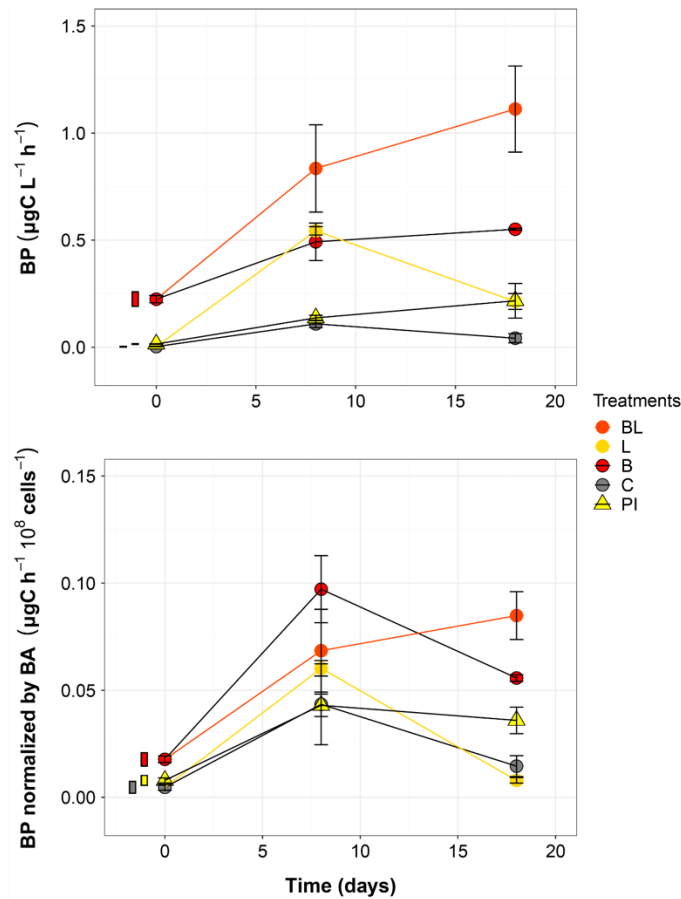 1.5
1.0
0.5
0.0
BP (µgC L⁻¹ h⁻¹)
0 5 10 15 20
Treatments
BL
L
B
C
PI
0.15
0.10
0.05
0.00
BP normalized by BA (µgC h⁻¹ 10⁸ cells⁻¹)
0 5 10 15 20
Time (days)